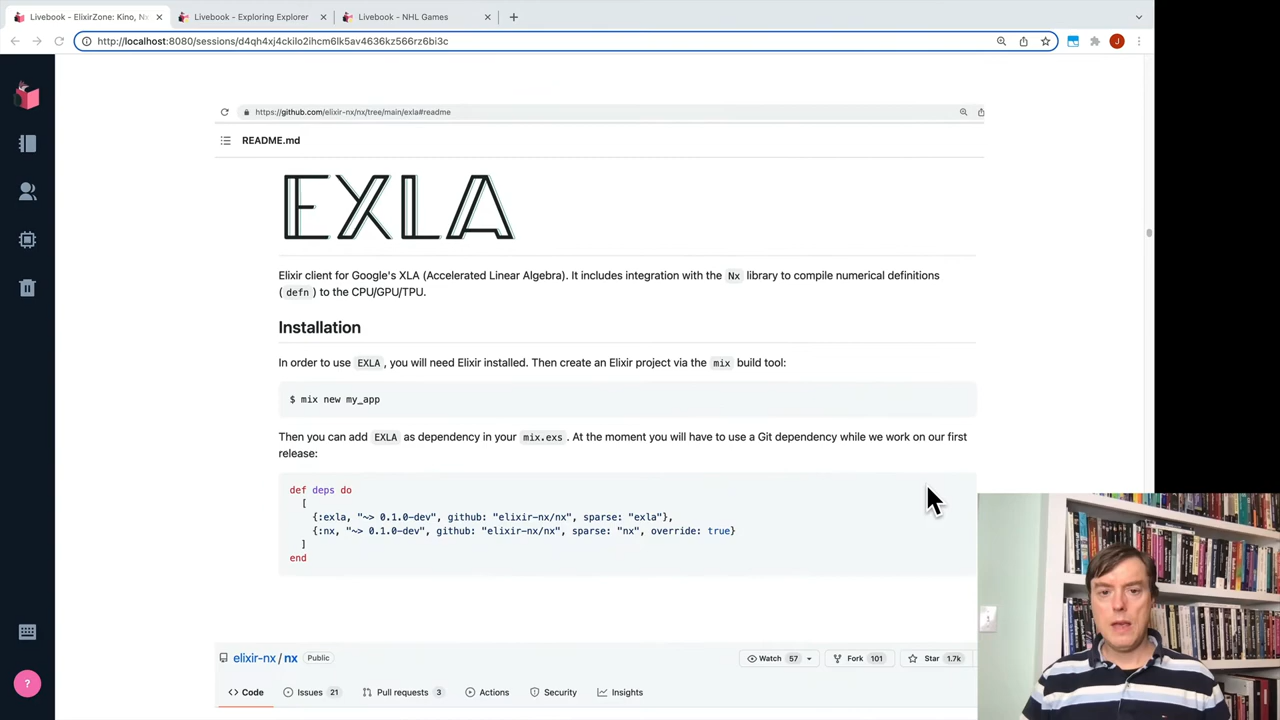 Livebook - ElixirZone: Kino, Nx
Livebook - Exploring Explorer
Livebook - NHL Games
http://localhost:8080/sessions/d4qh4xj4ckilo2ihcm6lk5av4636kz566rz6bi3c
J
https://github.com/elixir-nx/nx/tree/main/exla#readme
README.md
EXLA
Elixir client for Google's XLA (Accelerated Linear Algebra). It includes integration with the Nx library to compile numerical definitions
( defn ) to the CPU/GPU/TPU.
Installation
In order to use EXLA , you will need Elixir installed. Then create an Elixir project via the mix build tool:
$ mix new my_app
Then you can add EXLA as dependency in your mix.exs . At the moment you will have to use a Git dependency while we work on our first
release:
def deps do
[
{:exla, "~> 0.1.0-dev", github: "elixir-nx/nx", sparse: "exla"},
{:nx, "~> 0.1.0-dev", github: "elixir-nx/nx", sparse: "nx", override: true}
]
end
elixir-nx / nx Public
Watch 57
Fork 101
Star 1.7k
Code
Issues 21
Pull requests 3
Actions
Security
Insights
?